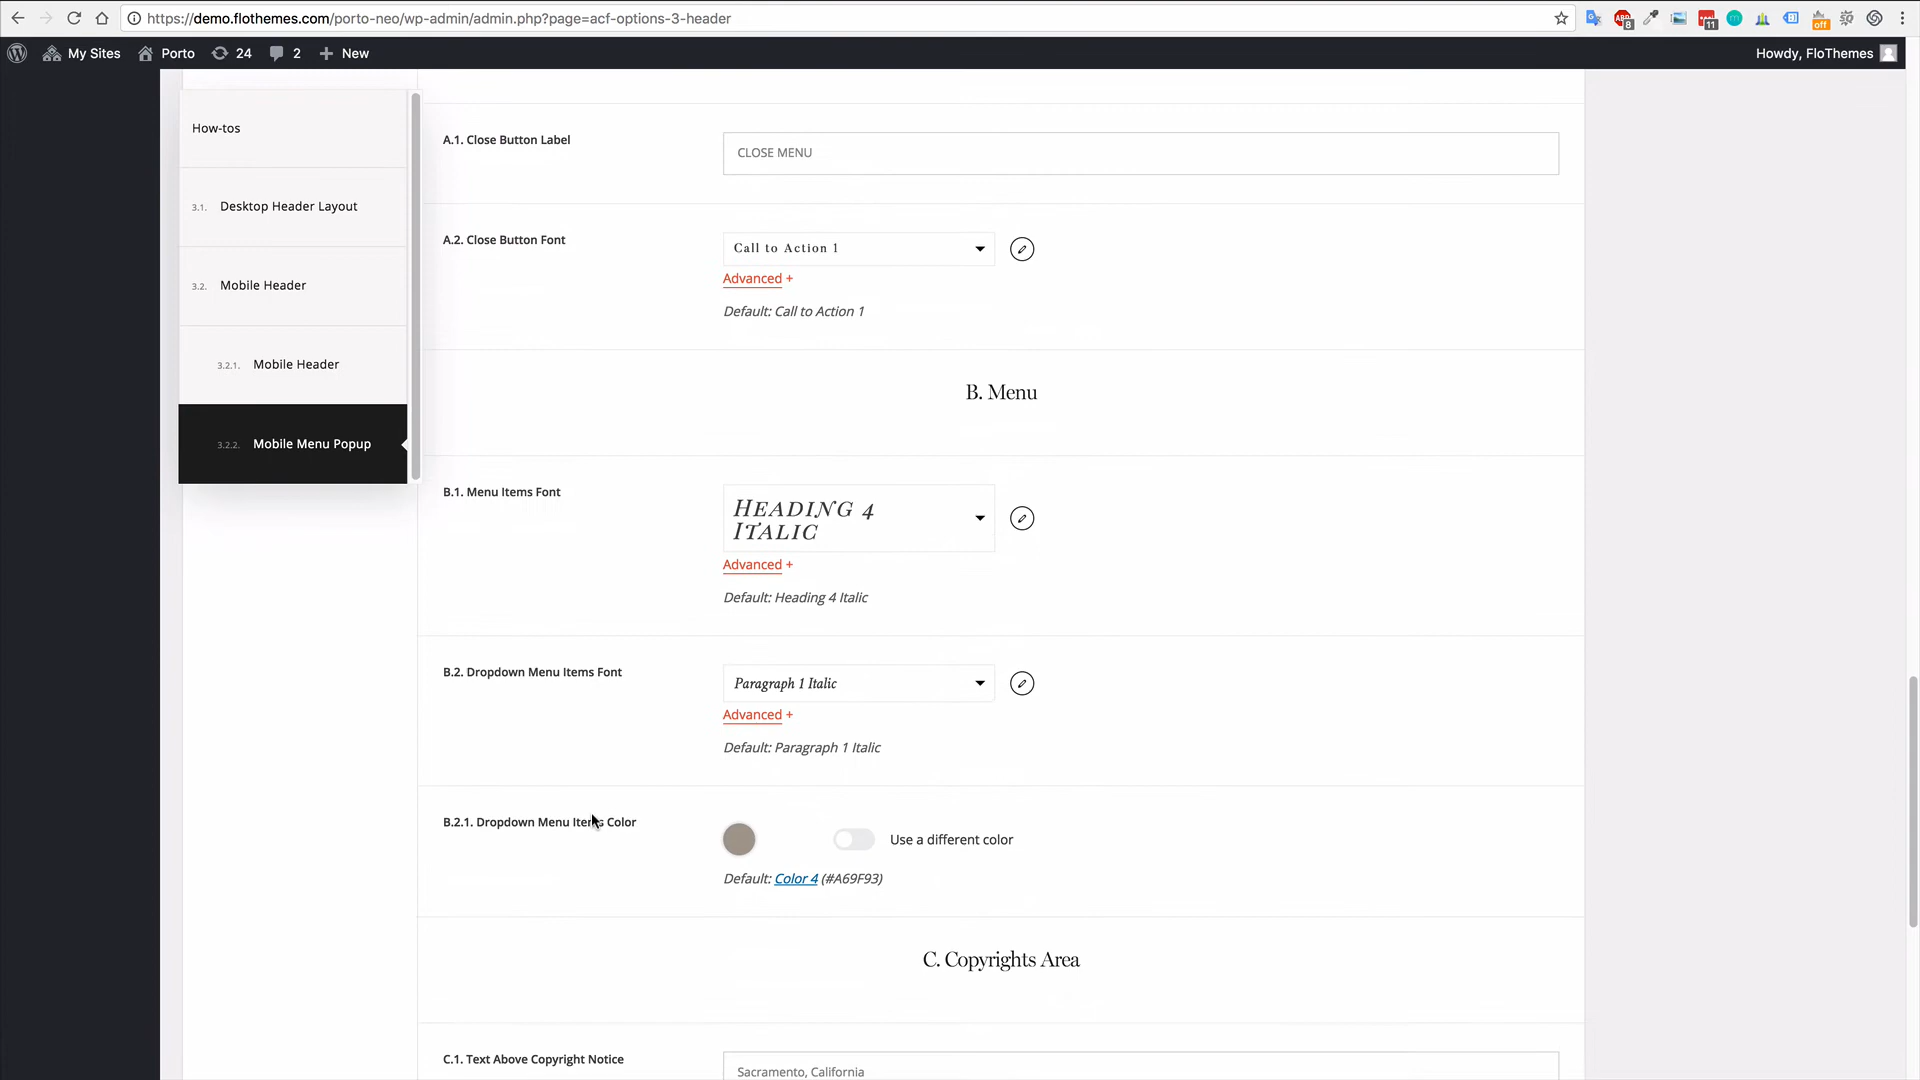 https://demo.flothemes.com/porto-neo/wp-admin/admin.php?page=acf-options-3-header
8
11
off
My Sites
Porto
24
2
New
Howdy, FloThemes
How-tos
3.1. Desktop Header Layout
3.2. Mobile Header
3.2.1. Mobile Header
3.2.2. Mobile Menu Popup
A.1. Close Button Label
CLOSE MENU
A.2. Close Button Font
Call to Action 1
Advanced +
Default: Call to Action 1
B. Menu
B.1. Menu Items Font
HEADING 4
ITALIC
Advanced +
Default: Heading 4 Italic
B.2. Dropdown Menu Items Font
Paragraph 1 Italic
Advanced +
Default: Paragraph 1 Italic
B.2.1. Dropdown Menu Items Color
Use a different color
Default: Color 4 (#A69F93)
C. Copyrights Area
C.1. Text Above Copyright Notice
Sacramento, California